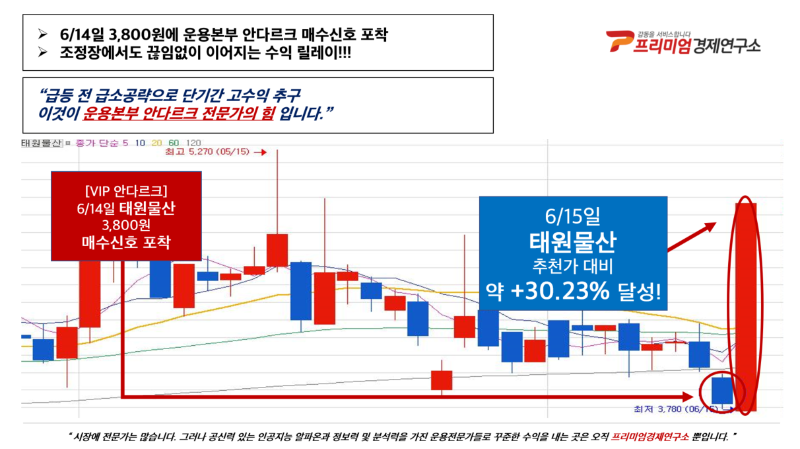 ➢ 6/14일 3,800원에 운용본부 안다르크 매수신호 포착
➢ 조정장에서도 끊임없이 이어지는 수익 릴레이!!!
감동을 서비스합니다
프리미엄경제연구소
“급등 전 급소공략으로 단기간 고수익 추구
이것이 운용본부 안다르크 전문가의 힘 입니다.”
태원물산 종가 단순 5 10 20 60 120
최고 5,270 (05/15)
[VIP 안다르크]
6/14일 태원물산
3,800원
매수신호 포착
6/15일
태원물산
추천가 대비
약 +30.23% 달성!
최저 3,780 (06/15)
“ 시장에 전문가는 많습니다. 그러나 공신력 있는 인공지능 알파온과 정보력 및 분석력을 가진 운용전문가들로 꾸준한 수익을 내는 곳은 오직 프리미엄경제연구소 뿐입니다. ”